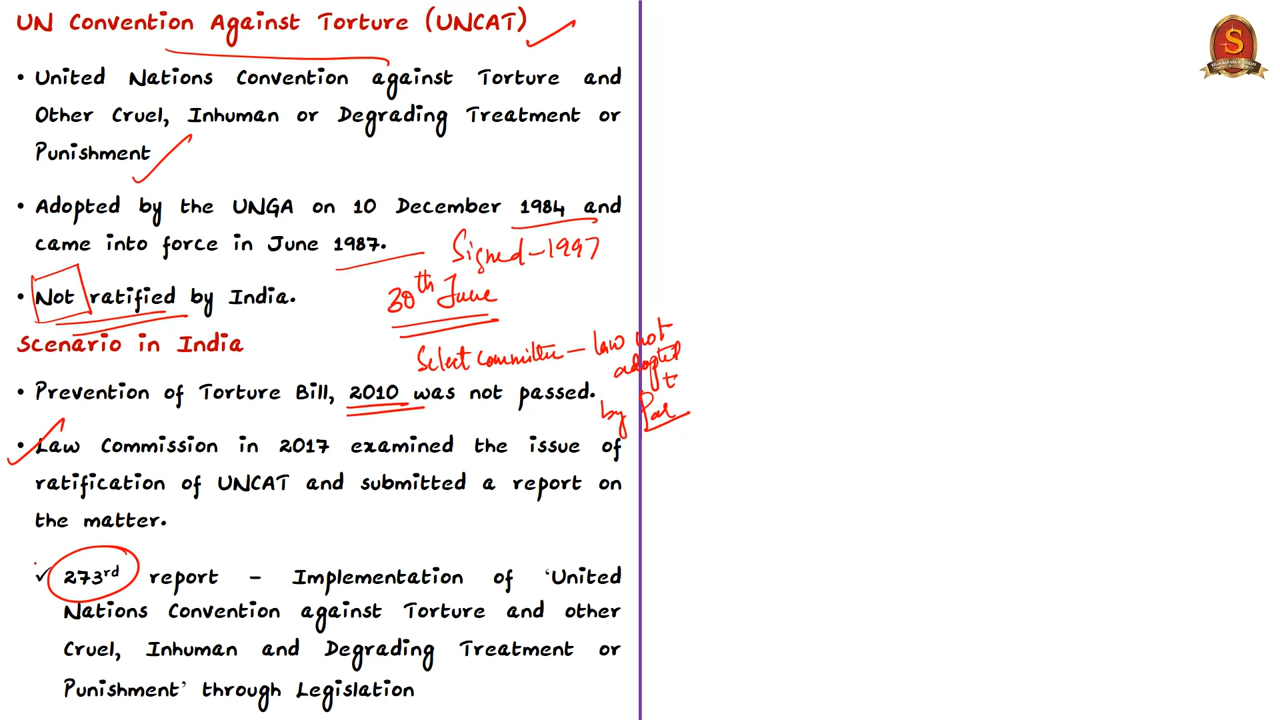 UN Convention Against Torture (UNCAT)
• United Nations Convention against Torture and
Other Cruel, Inhuman or Degrading Treatment or
Punishment
• Adopted by the UNGA on 10 December 1984 and
came into force in June 1987.
Signed - 1997
30th June
• Not ratified by India.
Scenario in India
Select committee - law not
adopted
t
by Par
• Prevention of Torture Bill, 2010 was not passed.
• Law Commission in 2017 examined the issue of
ratification of UNCAT and submitted a report on
the matter.
✓ 273rd report - Implementation of 'United
Nations Convention against Torture and other
Cruel, Inhuman and Degrading Treatment or
Punishment' through Legislation
S